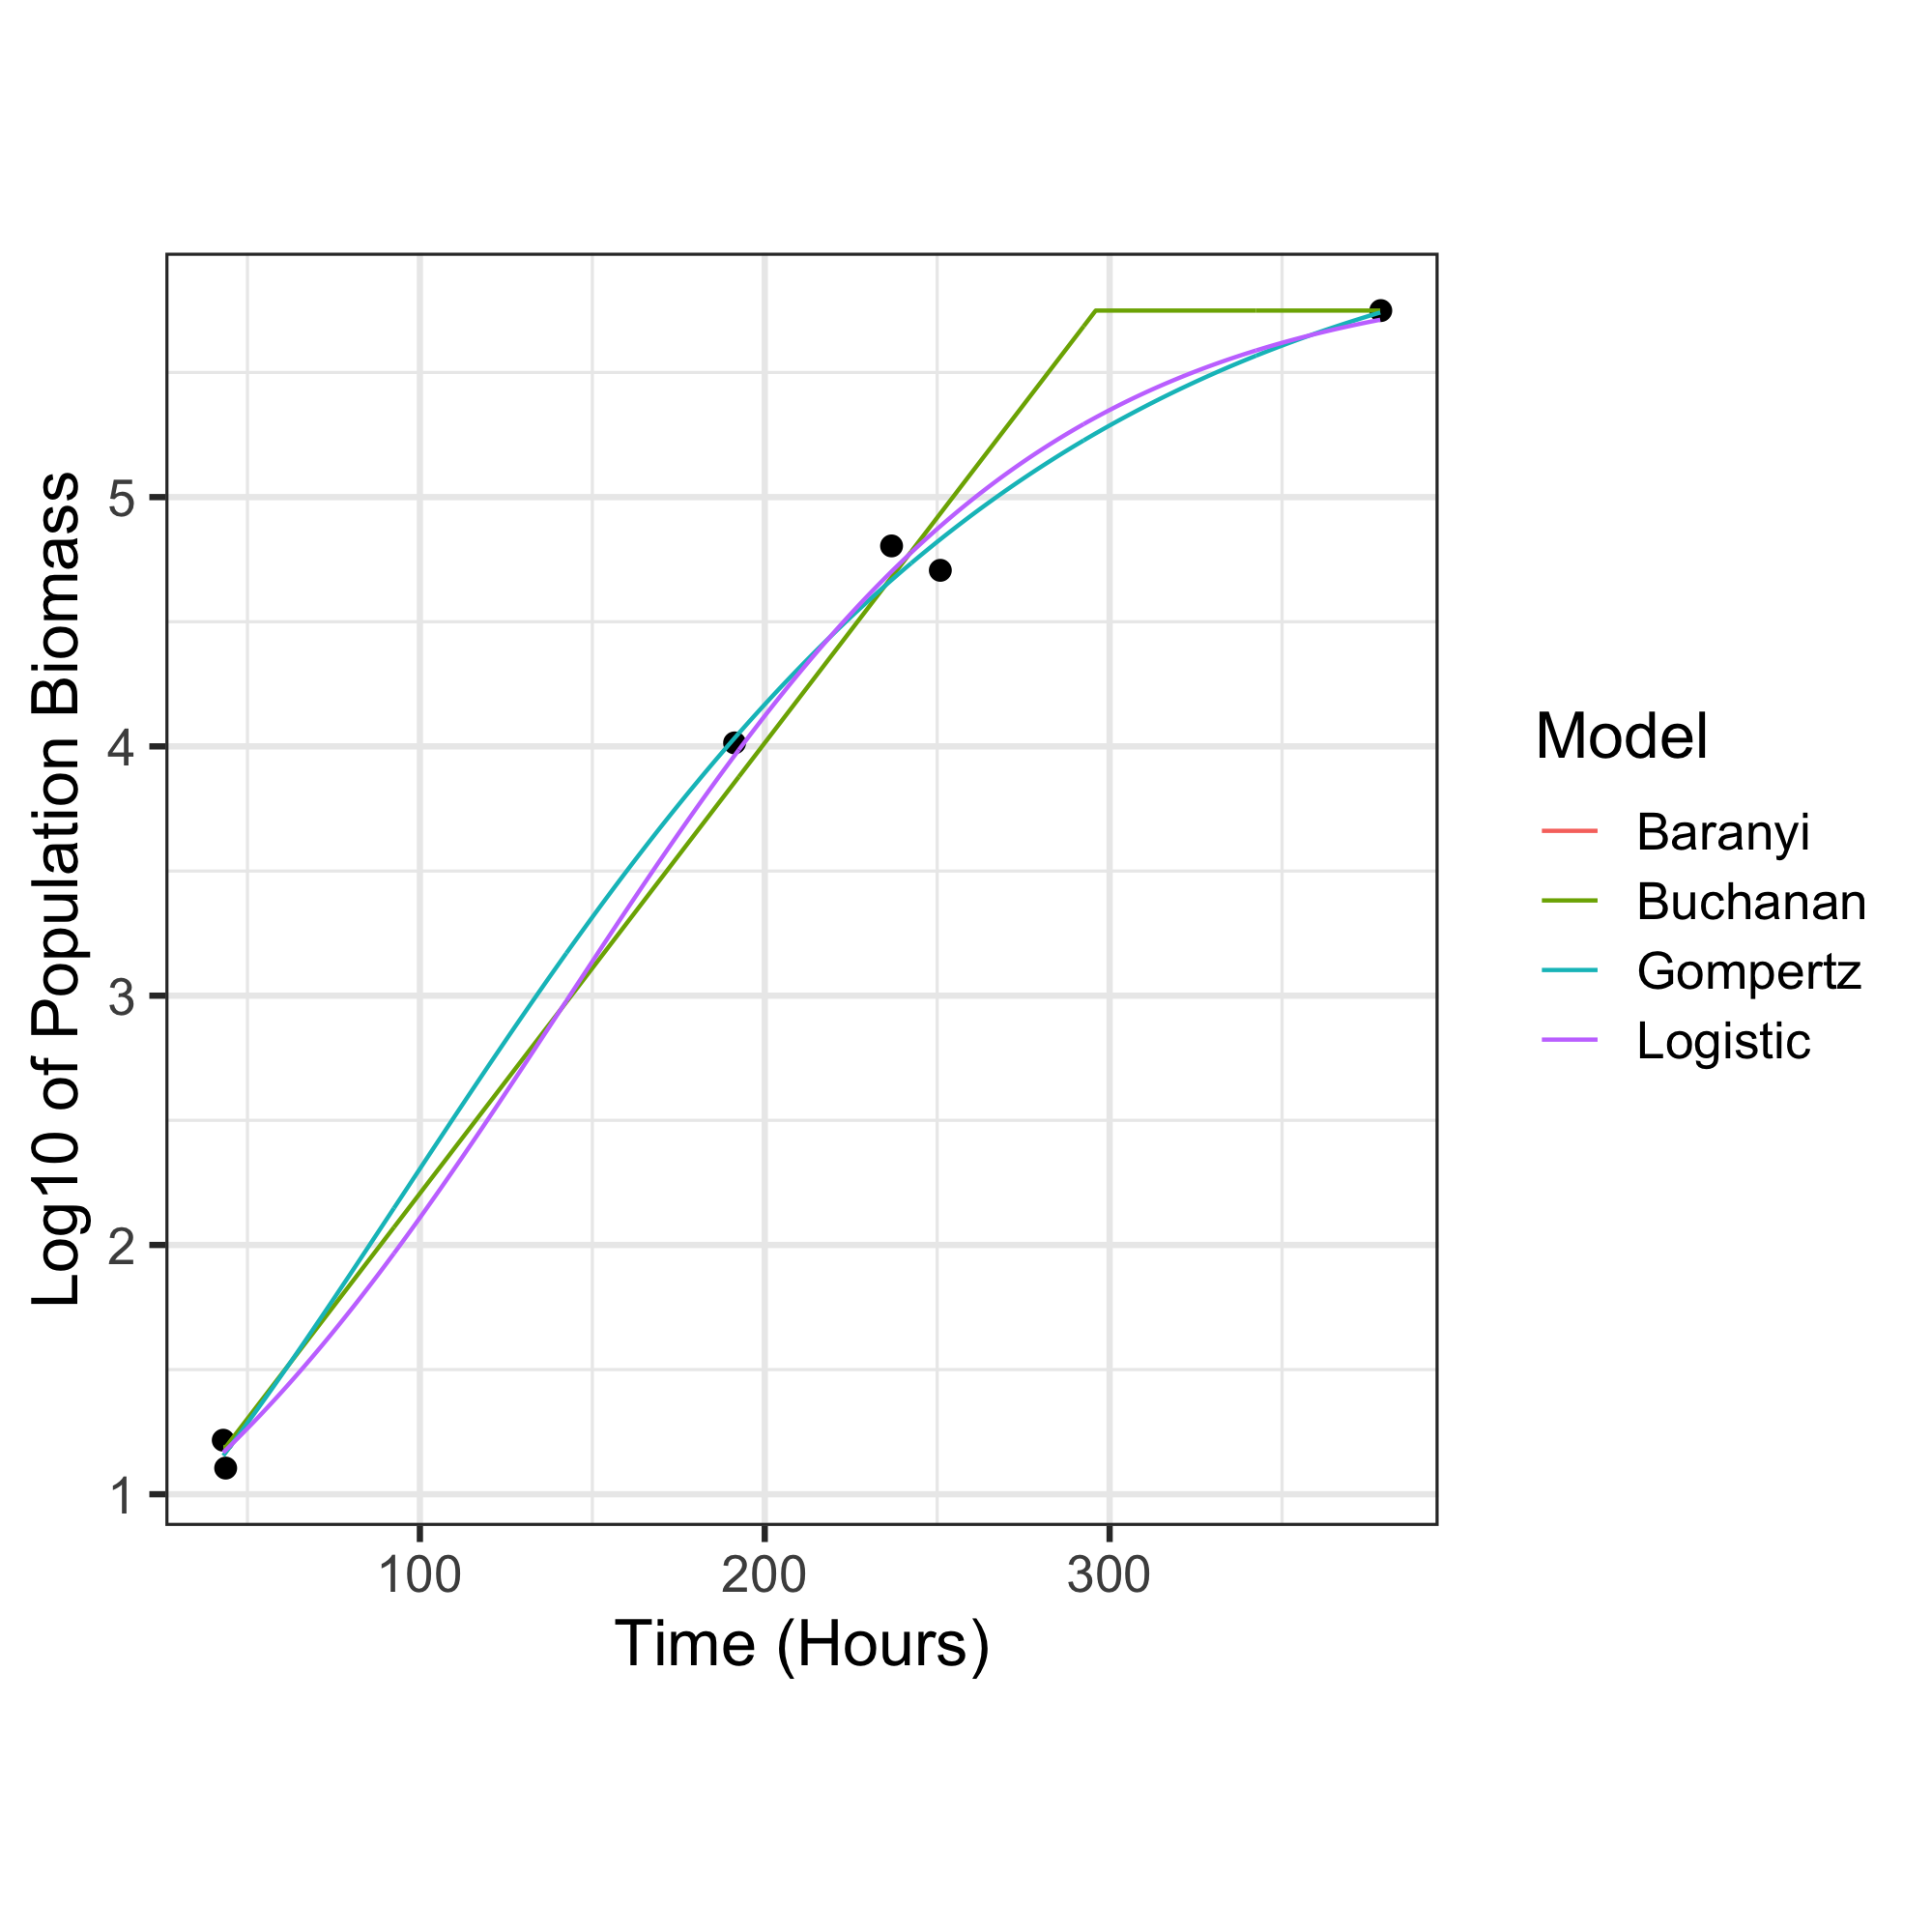 Log10 of Population Biomass
5
4
3
2
1
100
200
300
Time (Hours)
Model
Baranyi
Buchanan
Gompertz
Logistic